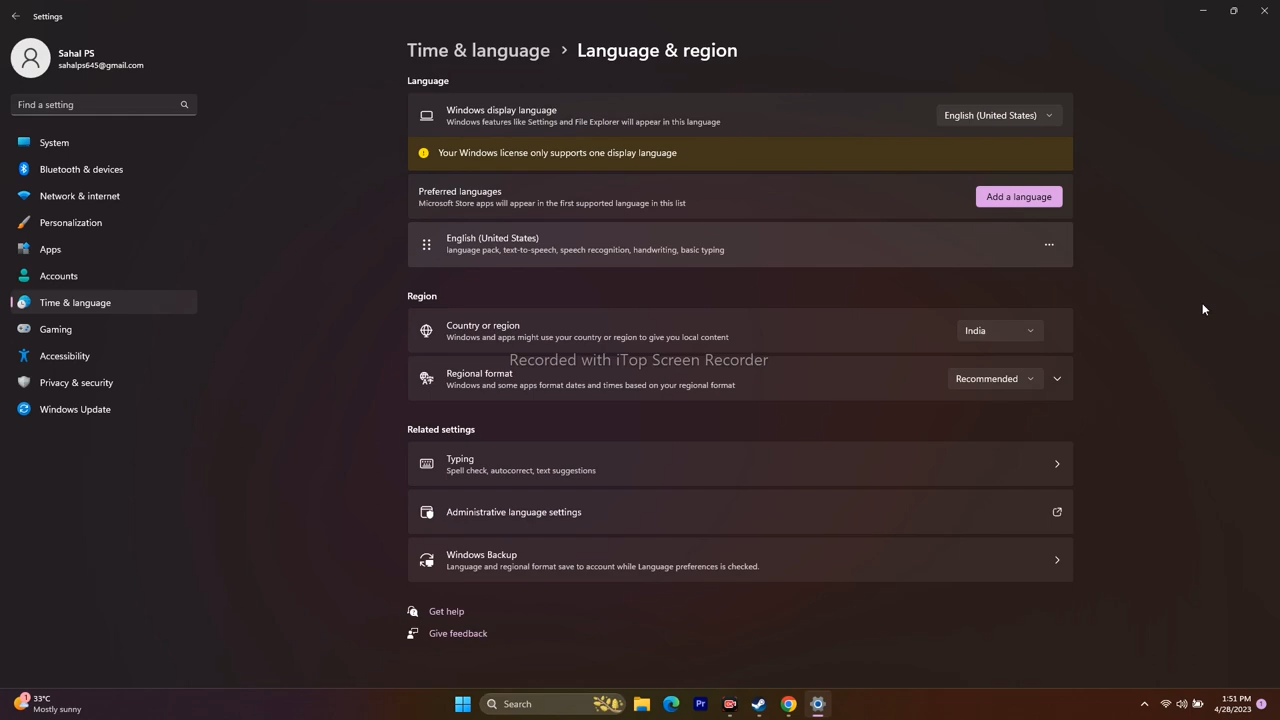 Settings
Sahal PS
sahalps645@gmail.com
Find a setting
System
Bluetooth & devices
Network & internet
Personalization
Apps
Accounts
Time & language
Gaming
Accessibility
Privacy & security
Windows Update
Time & language > Language & region
Language
Windows display language
Windows features like Settings and File Explorer will appear in this language
English (United States)
Your Windows license only supports one display language
Preferred languages
Microsoft Store apps will appear in the first supported language in this list
Add a language
English (United States)
language pack, text-to-speech, speech recognition, handwriting, basic typing
Region
Country or region
Windows and apps might use your country or region to give you local content
India
Recorded with iTop Screen Recorder
Regional format
Windows and some apps format dates and times based on your regional format
Recommended
Related settings
Typing
Spell check, autocorrect, text suggestions
Administrative language settings
Windows Backup
Language and regional format save to account while Language preferences is checked.
Get help
Give feedback
1
33°C
Mostly sunny
Search
Pr
1:51 PM
4/28/2023
1